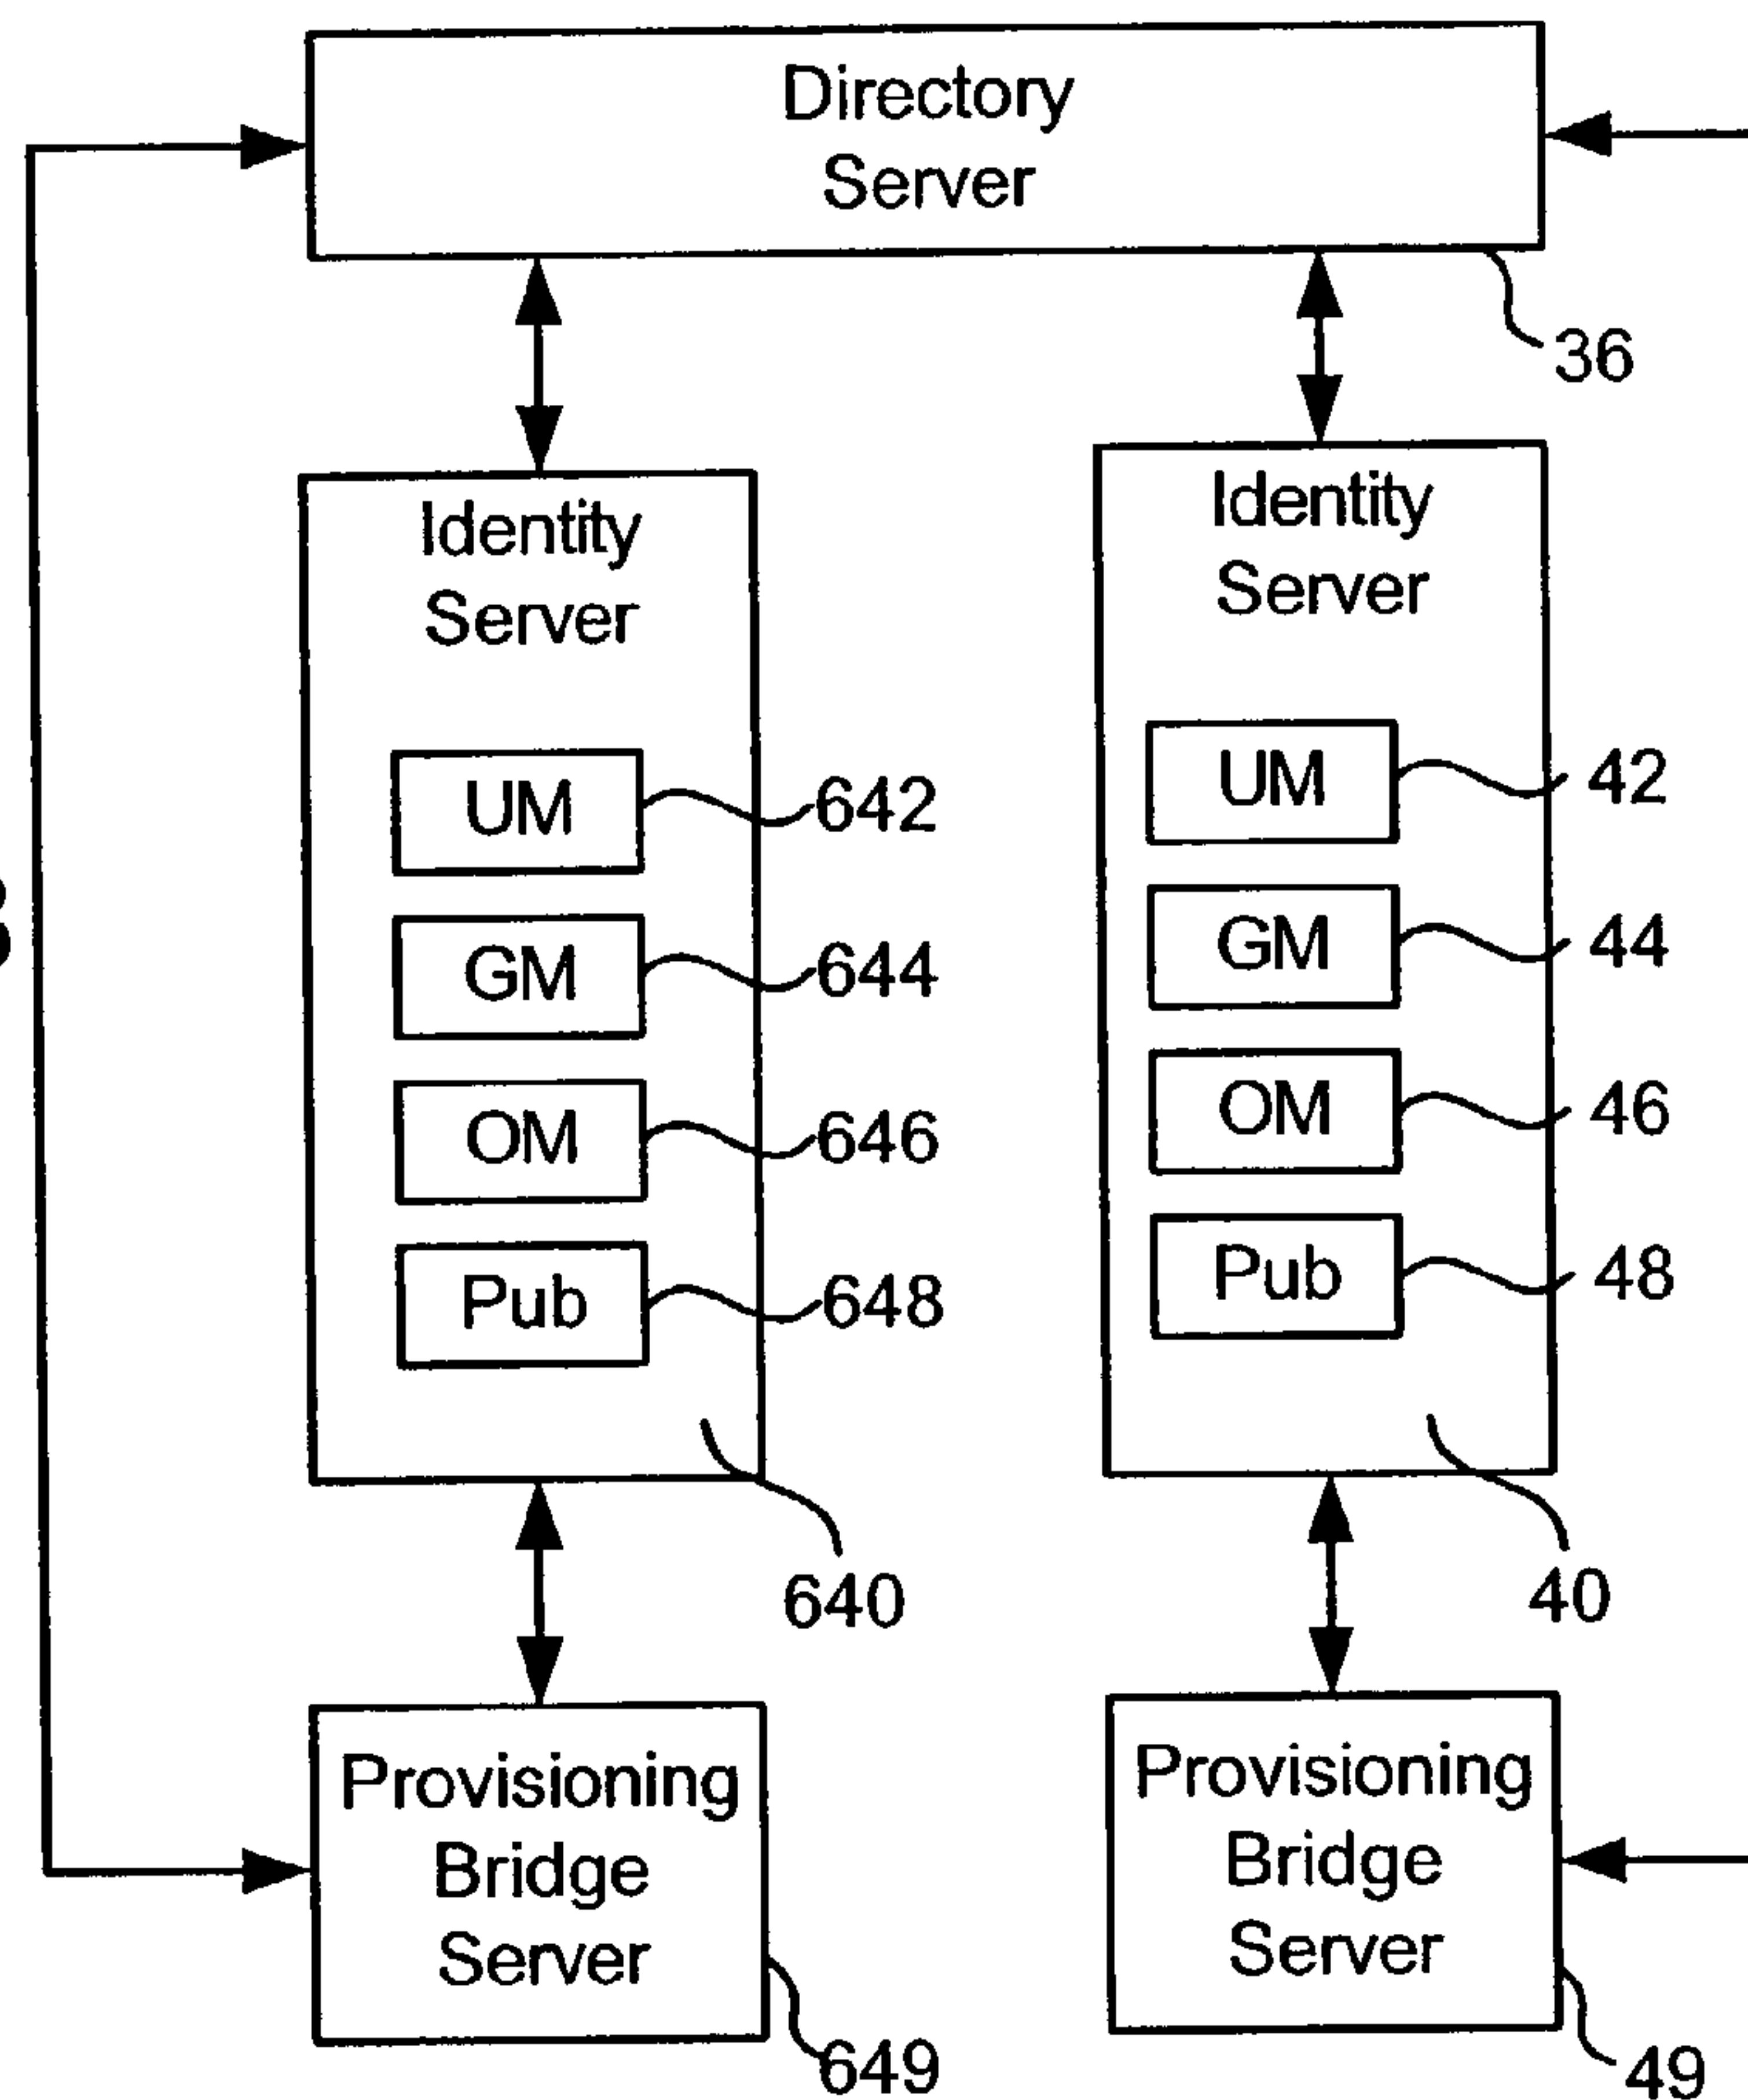 Directory
Server
36
Identity
Server
UM
642
GM
644
OM
646
Pub
648
640
Identity
Server
UM
42
GM
44
OM
46
Pub
48
40
Provisioning
Bridge
Server
649
Provisioning
Bridge
Server
49